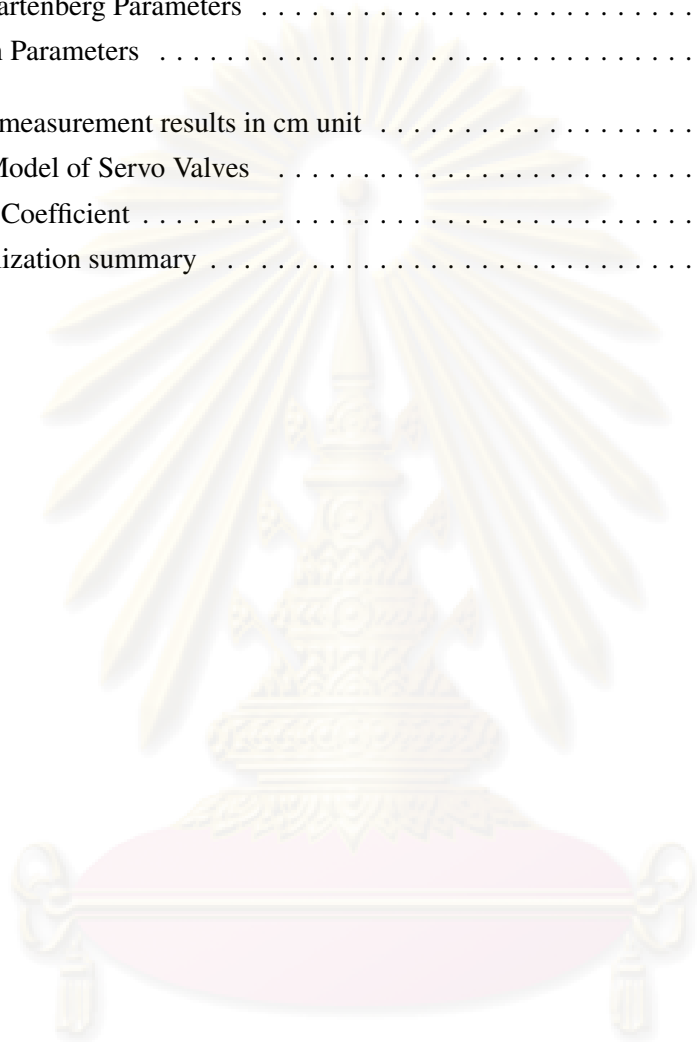 artenberg Parameters . . . . . . . . . . . . . . . . . . . . . . . . . .
Parameters . . . . . . . . . . . . . . . . . . . . . . . . . . . . . . .
measurement results in cm unit . . . . . . . . . . . . . . . . . . .
Model of Servo Valves . . . . . . . . . . . . . . . . . . . . . . . . .
Coefficient . . . . . . . . . . . . . . . . . . . . . . . . . . . . . . . .
ization summary . . . . . . . . . . . . . . . . . . . . . . . . . . . .